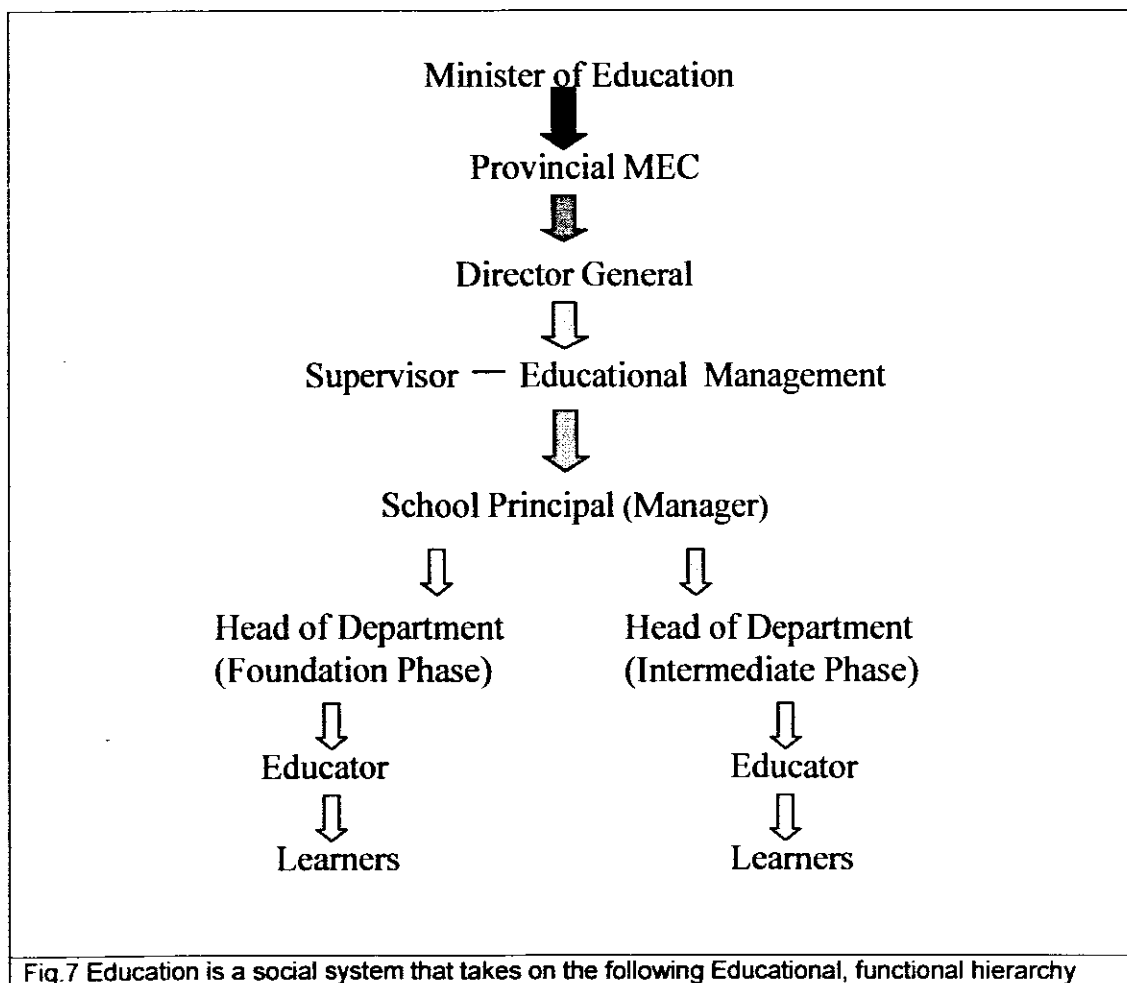 Minister of Education
Provincial MEC
Director General
Supervisor — Educational Management
School Principal (Manager)
Head of Department
(Foundation Phase)
Head of Department
(Intermediate Phase)
Educator
Educator
Learners
Learners
Fig.7 Education is a social system that takes on the following Educational, functional hierarchy